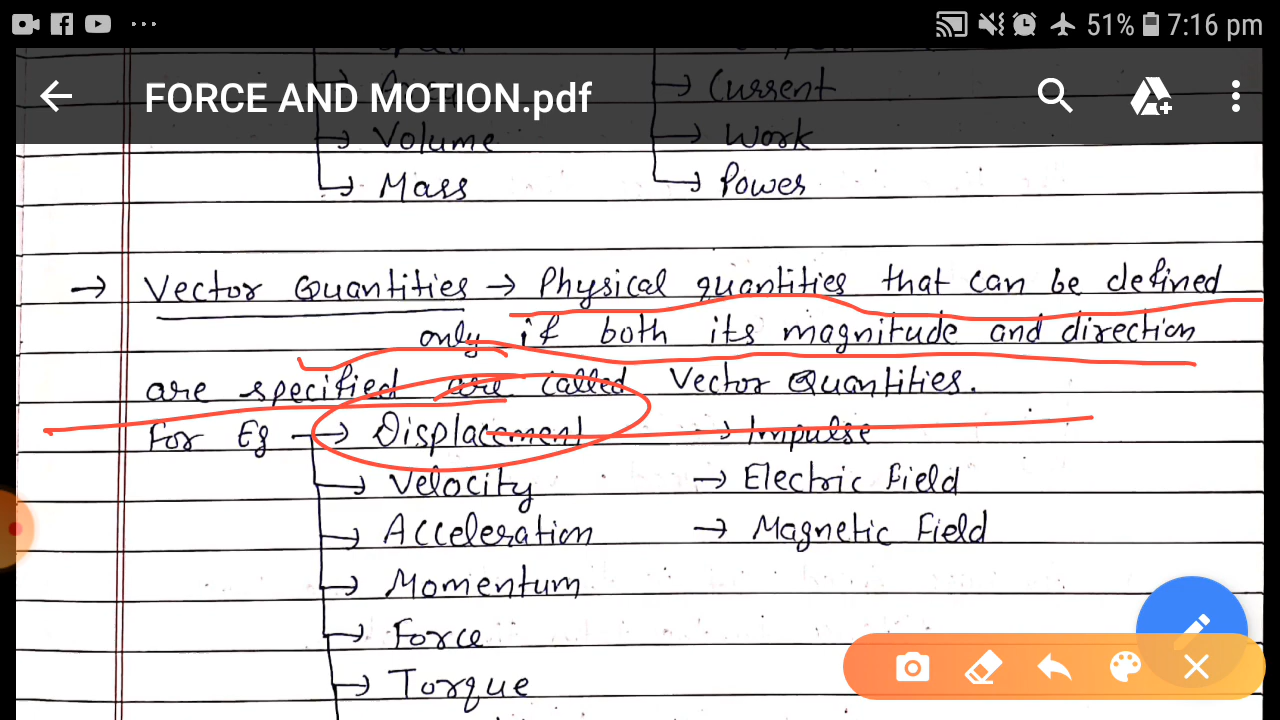 51% 7:16 pm
FORCE AND MOTION.pdf
→ Current
→ Volume → Work
→ Mass → Power
→ Vector Quantities → Physical quantities that can be defined
only if both its magnitude and direction
are specified are called Vector Quantities.
For Eg → Displacement → Impulse
→ Velocity → Electric Field
→ Acceleration → Magnetic Field
→ Momentum
→ Force
→ Torque